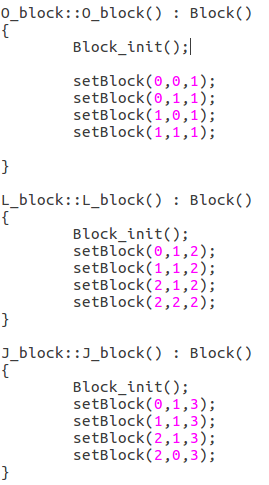 O_block::O_block() : Block()
{
        Block_init();

        setBlock(0,0,1);
        setBlock(0,1,1);
        setBlock(1,0,1);
        setBlock(1,1,1);

}

L_block::L_block() : Block()
{
        Block_init();
        setBlock(0,1,2);
        setBlock(1,1,2);
        setBlock(2,1,2);
        setBlock(2,2,2);
}

J_block::J_block() : Block()
{
        Block_init();
        setBlock(0,1,3);
        setBlock(1,1,3);
        setBlock(2,1,3);
        setBlock(2,0,3);
}